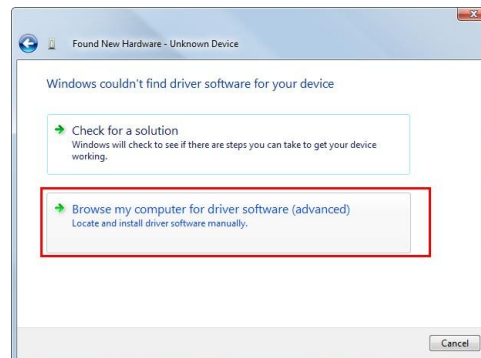 Found New Hardware - Unknown Device
Windows couldn't find driver software for your device
Check for a solution
Windows will check to see if there are steps you can take to get your device
working.
Browse my computer for driver software (advanced)
Locate and install driver software manually.
Cancel